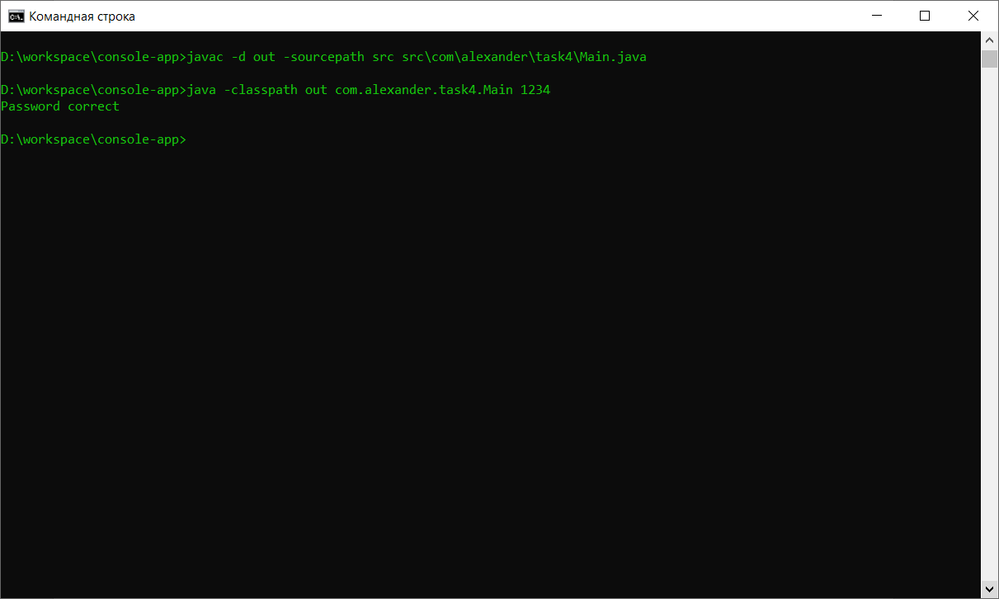 Командная строка
D:\workspace\console-app>javac -d out -sourcepath src src\com\alexander\task4\Main.java
D:\workspace\console-app>java -classpath out com.alexander.task4.Main 1234
Password correct
D:\workspace\console-app>